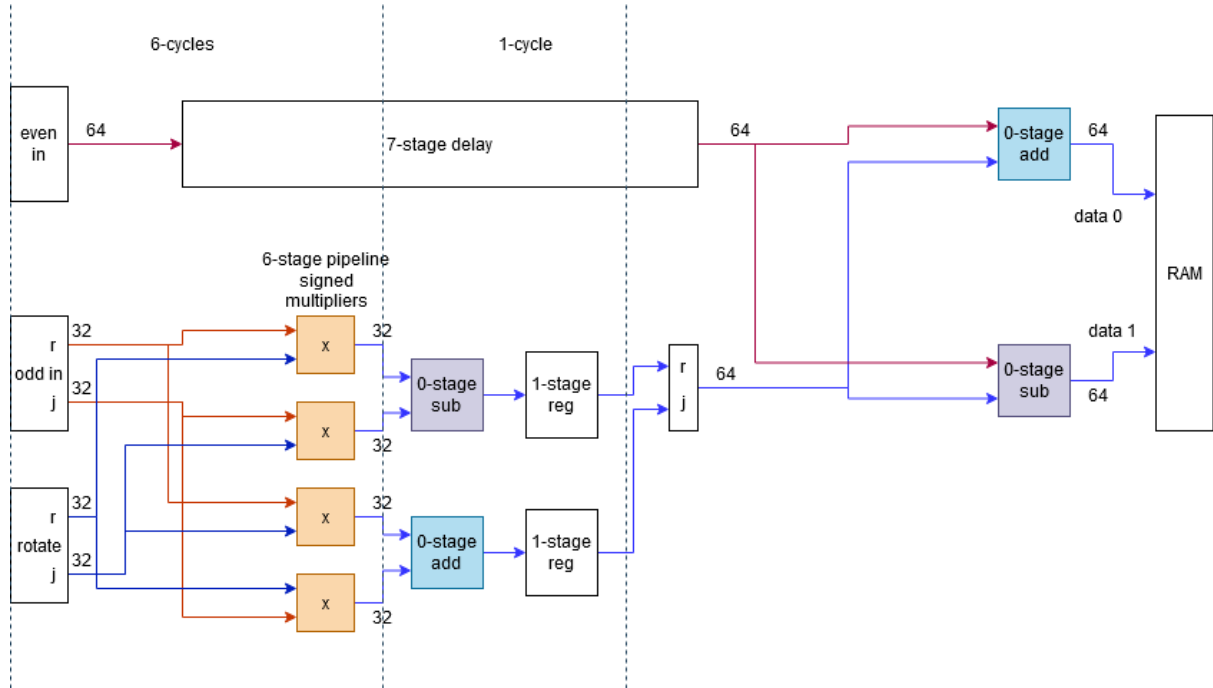 6-cycles
1-cycle
even
in
64
7-stage delay
64
0-stage
add
64
data 0
RAM
6-stage pipeline
signed
multipliers
32
r
odd in
j
32
x
32
0-stage
sub
1-stage
reg
r
j
64
data 1
0-stage
sub
64
x
32
32
r
rotate
j
32
x
32
0-stage
add
1-stage
reg
x
32